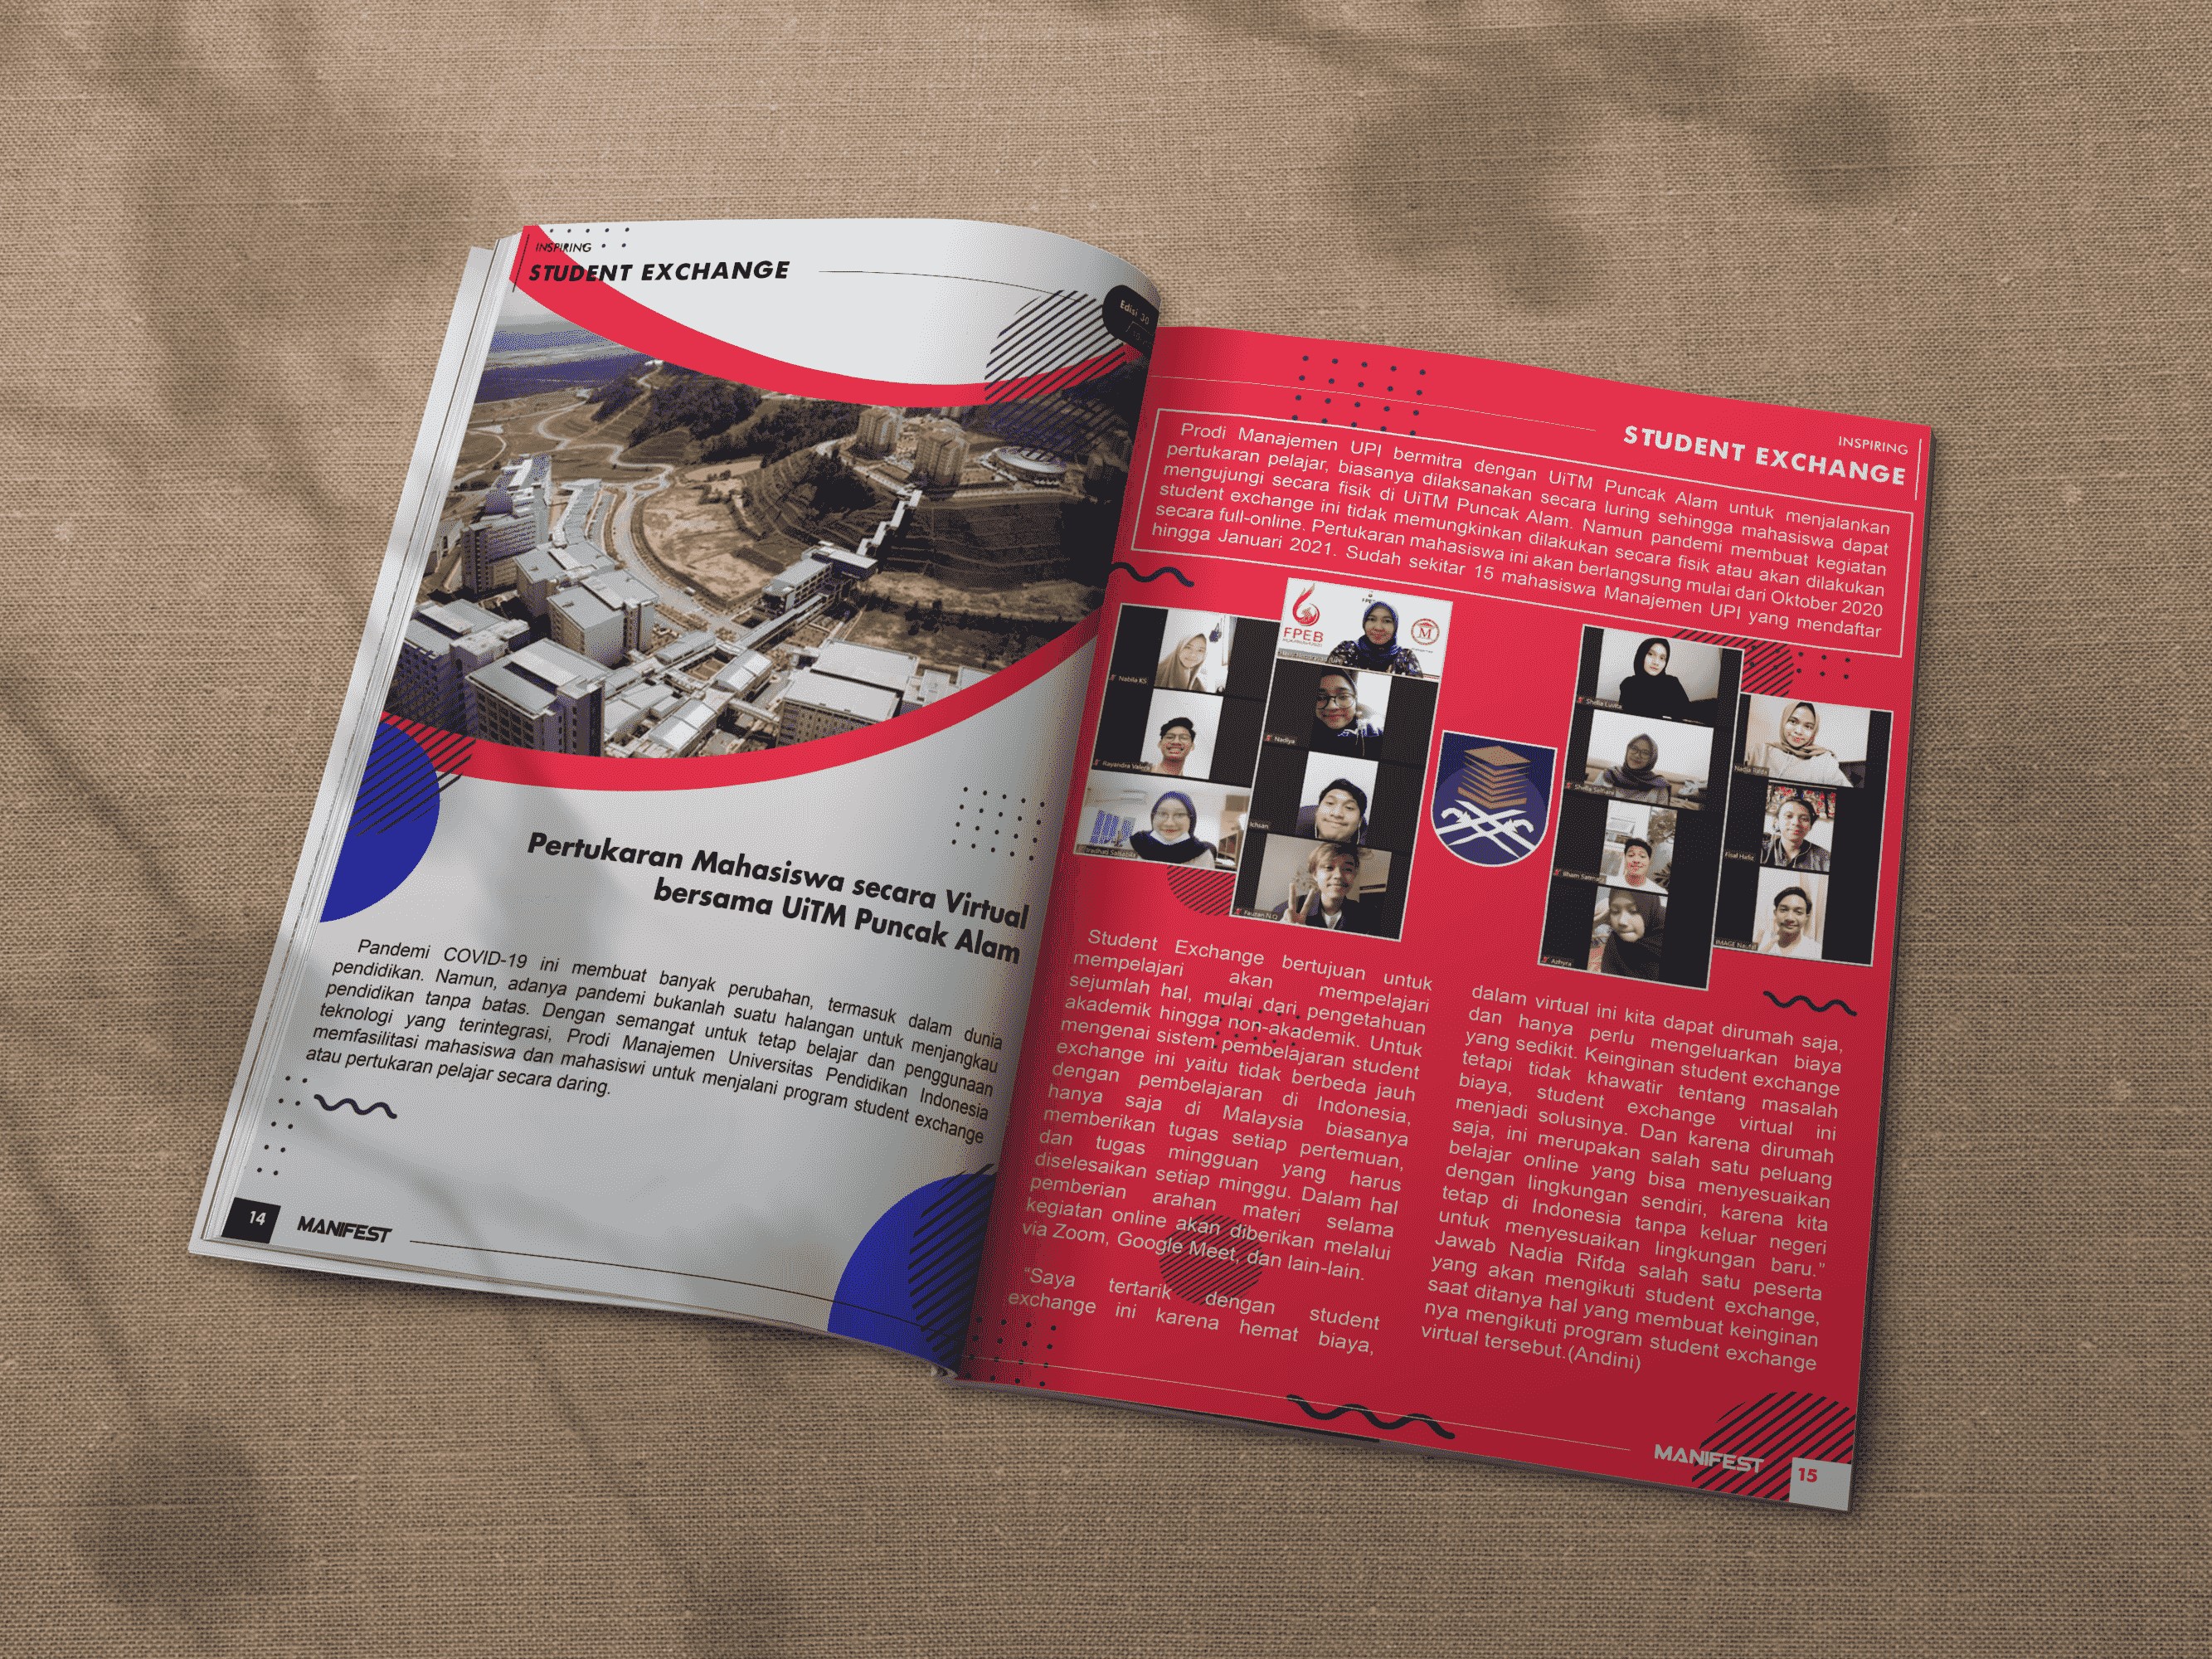 INSPIRING
STUDENT EXCHANGE
Edisi 30
Pertukaran Mahasiswa secara Virtual
bersama UiTM Puncak Alam
Pandemi COVID-19 ini membuat banyak perubahan, termasuk dalam dunia
pendidikan. Namun, adanya pandemi bukanlah suatu halangan untuk menjangkau
pendidikan tanpa batas. Dengan semangat untuk tetap belajar dan penggunaan
teknologi yang terintegrasi, Prodi Manajemen Universitas Pendidikan Indonesia
memfasilitasi mahasiswa dan mahasiswi untuk menjalani program student exchange
atau pertukaran pelajar secara daring.
14
MANIFEST
INSPIRING
STUDENT EXCHANGE
Prodi Manajemen UPI bermitra dengan UiTM Puncak Alam untuk menjalankan
pertukaran pelajar, biasanya dilaksanakan secara luring sehingga mahasiswa dapat
mengujungi secara fisik di UiTM Puncak Alam. Namun pandemi membuat kegiatan
student exchange ini tidak memungkinkan dilakukan secara fisik atau akan dilakukan
secara full-online. Pertukaran mahasiswa ini akan berlangsung mulai dari Oktober 2020
hingga Januari 2021. Sudah sekitar 15 mahasiswa Manajemen UPI yang mendaftar
FPEB
M
Nabila KS
Nadiya
Ichsan
Fauzan N.O
Shella Luvita
Nadia Rifda
Azhyra
Student Exchange bertujuan untuk
mempelajari akan mempelajari
sejumlah hal, mulai dari pengetahuan
akademik hingga non-akademik. Untuk
mengenai sistem pembelajaran student
exchange ini yaitu tidak berbeda jauh
dengan pembelajaran di Indonesia,
hanya saja di Malaysia biasanya
memberikan tugas setiap pertemuan,
dan tugas mingguan yang harus
diselesaikan setiap minggu. Dalam hal
pemberian arahan materi selama
kegiatan online akan diberikan melalui
via Zoom, Google Meet, dan lain-lain.
“Saya tertarik dengan student
exchange ini karena hemat biaya,
dalam virtual ini kita dapat dirumah saja,
dan hanya perlu mengeluarkan biaya
yang sedikit. Keinginan student exchange
tetapi tidak khawatir tentang masalah
biaya, student exchange virtual ini
menjadi solusinya. Dan karena dirumah
saja, ini merupakan salah satu peluang
belajar online yang bisa menyesuaikan
dengan lingkungan sendiri, karena kita
tetap di Indonesia tanpa keluar negeri
untuk menyesuaikan lingkungan baru.”
Jawab Nadia Rifda salah satu peserta
yang akan mengikuti student exchange,
saat ditanya hal yang membuat keinginan
nya mengikuti program student exchange
virtual tersebut.(Andini)
MANIFEST
15